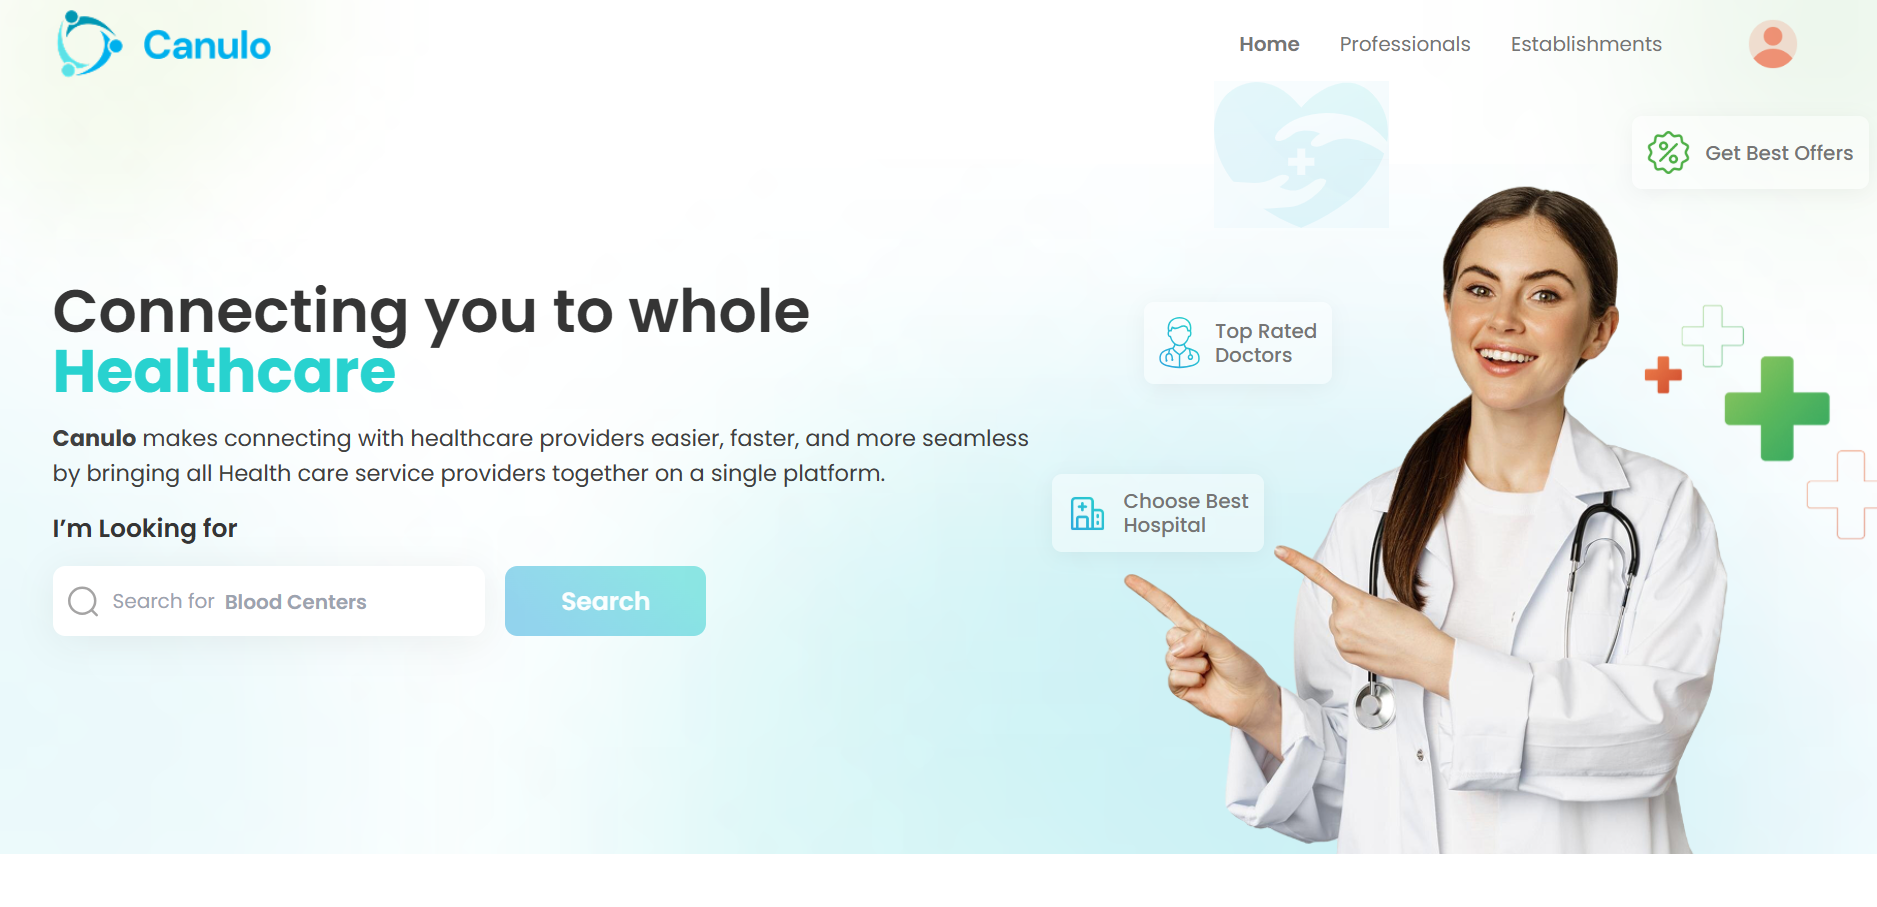 Canulo
Home
Professionals
Establishments
Get Best Offers
Connecting you to whole
Healthcare
Top Rated
Doctors
Canulo makes connecting with healthcare providers easier, faster, and more seamless
by bringing all Health care service providers together on a single platform.
Choose Best
Hospital
I’m Looking for
Search for Blood Centers
Search